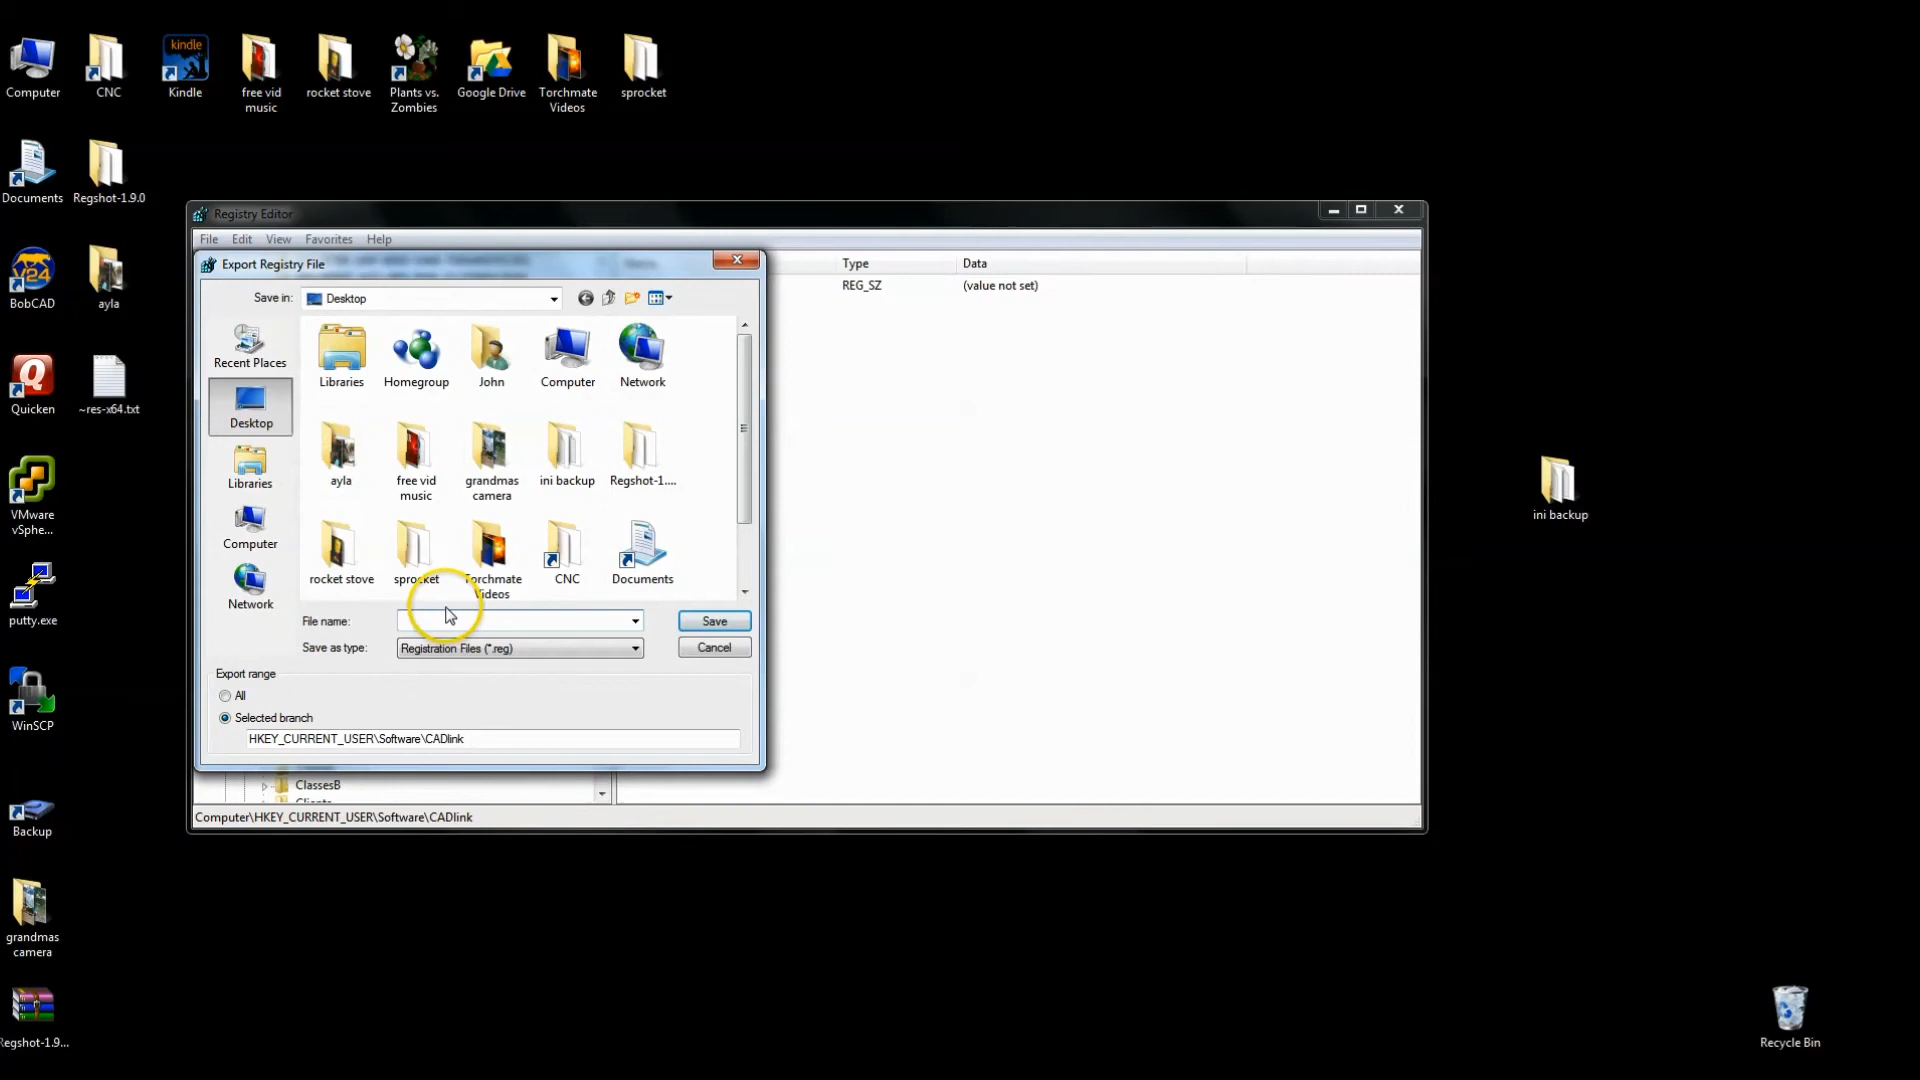 Computer
CNC
kindle
Kindle
free vid
music
rocket stove
Plants vs.
Zombies
Google Drive
Torchmate
Videos
sprocket
Documents
Regshot-1.9.0
V24
BobCAD
ayla
Q
Quicken
~res-x64.txt
VMware
vSphe...
putty.exe
WinSCP
Backup
grandmas
camera
Regshot-1.9...
Registry Editor
File Edit View Favorites Help
Type Data
REG_SZ (value not set)
Export Registry File
Save in: Desktop
Recent Places
Desktop
Libraries
Computer
Network
Libraries
Homegroup
John
Computer
Network
ayla
free vid
music
grandmas
camera
ini backup
Regshot-1....
rocket stove
sprocket
Torchmate
Videos
CNC
Documents
File name:
Save
Save as type: Registration Files (*.reg)
Cancel
Export range
All
Selected branch
HKEY_CURRENT_USER\Software\CADlink
ClassesB
Computer\HKEY_CURRENT_USER\Software\CADlink
ini backup
Recycle Bin